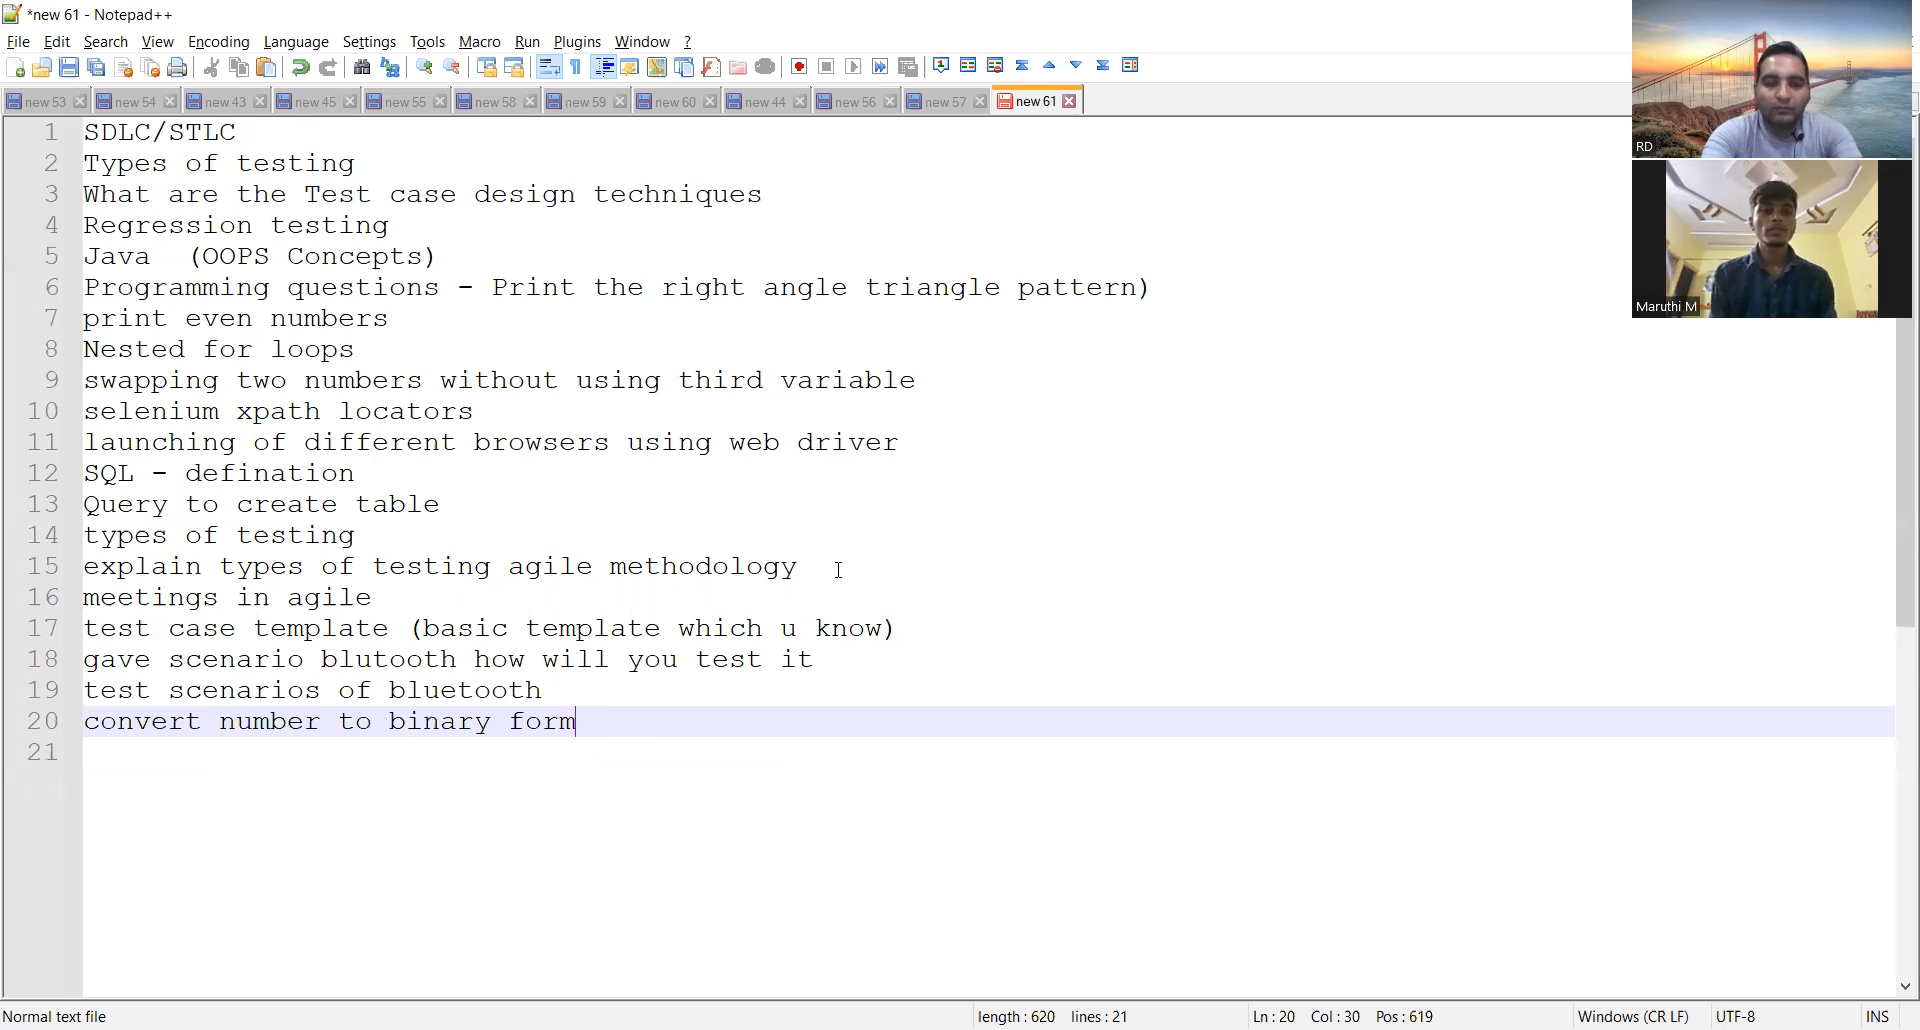 *new 61 - Notepad++
File Edit Search View Encoding Language Settings Tools Macro Run Plugins Window ?
new 53 new 54 new 43 new 45 new 55 new 58 new 59 new 60 new 44 new 56 new 57 new 61
1 SDLC/STLC
2 Types of testing
3 What are the Test case design techniques
4 Regression testing
5 Java (OOPS Concepts)
6 Programming questions - Print the right angle triangle pattern)
7 print even numbers
8 Nested for loops
9 swapping two numbers without using third variable
10 selenium xpath locators
11 launching of different browsers using web driver
12 SQL - defination
13 Query to create table
14 types of testing
15 explain types of testing agile methodology
16 meetings in agile
17 test case template (basic template which u know)
18 gave scenario blutooth how will you test it
19 test scenarios of bluetooth
20 convert number to binary form
21
RD
Maruthi M
Normal text file length : 620 lines : 21 Ln : 20 Col : 30 Pos : 619 Windows (CR LF) UTF-8 INS